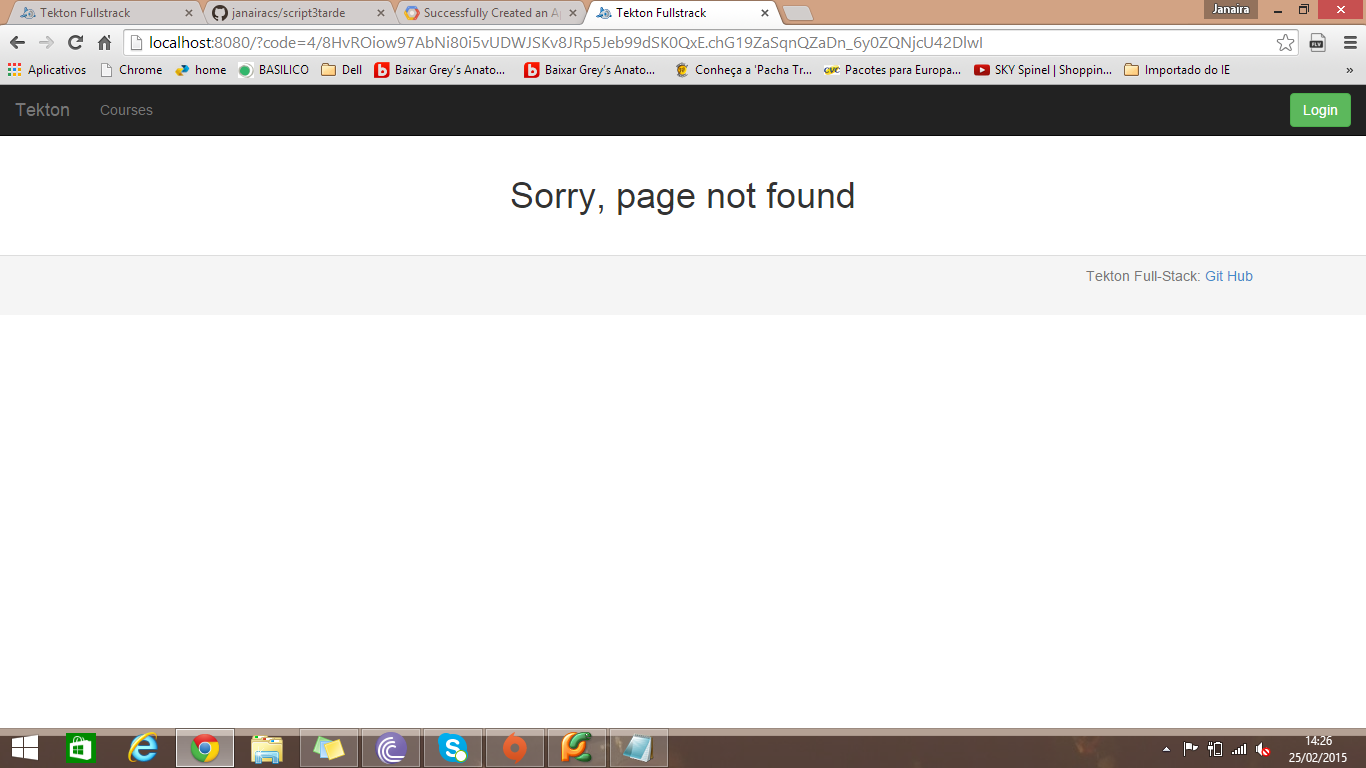 Tekton Fullstrack
janairacs/script3tarde
Successfully Created an Ap
Tekton Fullstrack
Janaira
localhost:8080/?code=4/8HvROiow97AbNi80i5vUDWJSKv8JRp5Jeb99dSK0QxE.chG19ZaSqnQZaDn_6y0ZQNjcU42DlwI
Aplicativos
Chrome
home
BASILICO
Dell
Baixar Grey's Anato...
Baixar Grey's Anato...
Conheça a 'Pacha Tr...
CVC
Pacotes para Europa...
SKY Spinel | Shoppin...
Importado do IE
»
Tekton
Courses
Login
Sorry, page not found
Tekton Full-Stack: Git Hub
14:26
25/02/2015